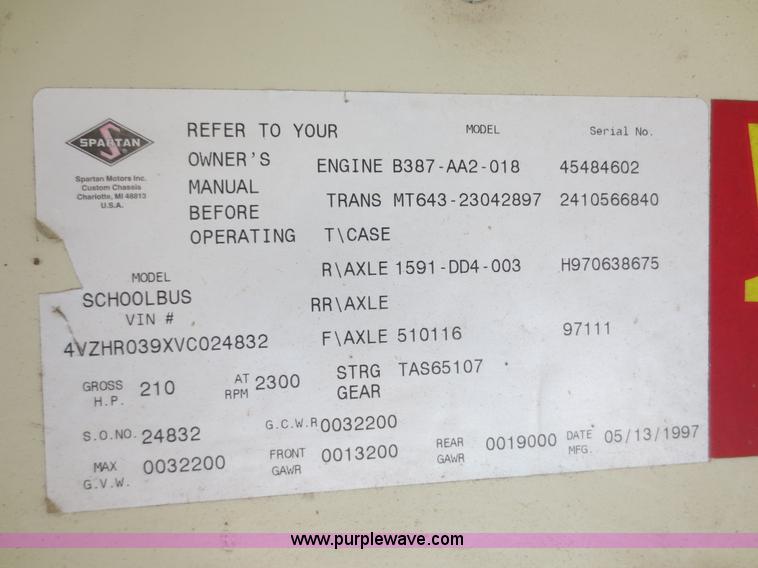 SPARTAN
Spartan Motors Inc.
Custom Chassis
Charlotte, MI 48813
U.S.A.
REFER TO YOUR
OWNER'S
MANUAL
BEFORE
OPERATING
MODEL Serial No.
ENGINE B387-AA2-018 45484602
TRANS MT643-23042897 2410566840
T\CASE
R\AXLE 1591-DD4-003 H970638675
RR\AXLE
F\AXLE 510116 97111
STRG GEAR TAS65107
MODEL
SCHOOLBUS
VIN #
4VZHR039XVC024832
GROSS H.P. 210 AT RPM 2300
S.O.NO. 24832 G.C.W.R 0032200
MAX G.V.W. 0032200 FRONT GAWR 0013200 REAR GAWR 0019000 DATE MFG. 05/13/1997
www.purplewave.com